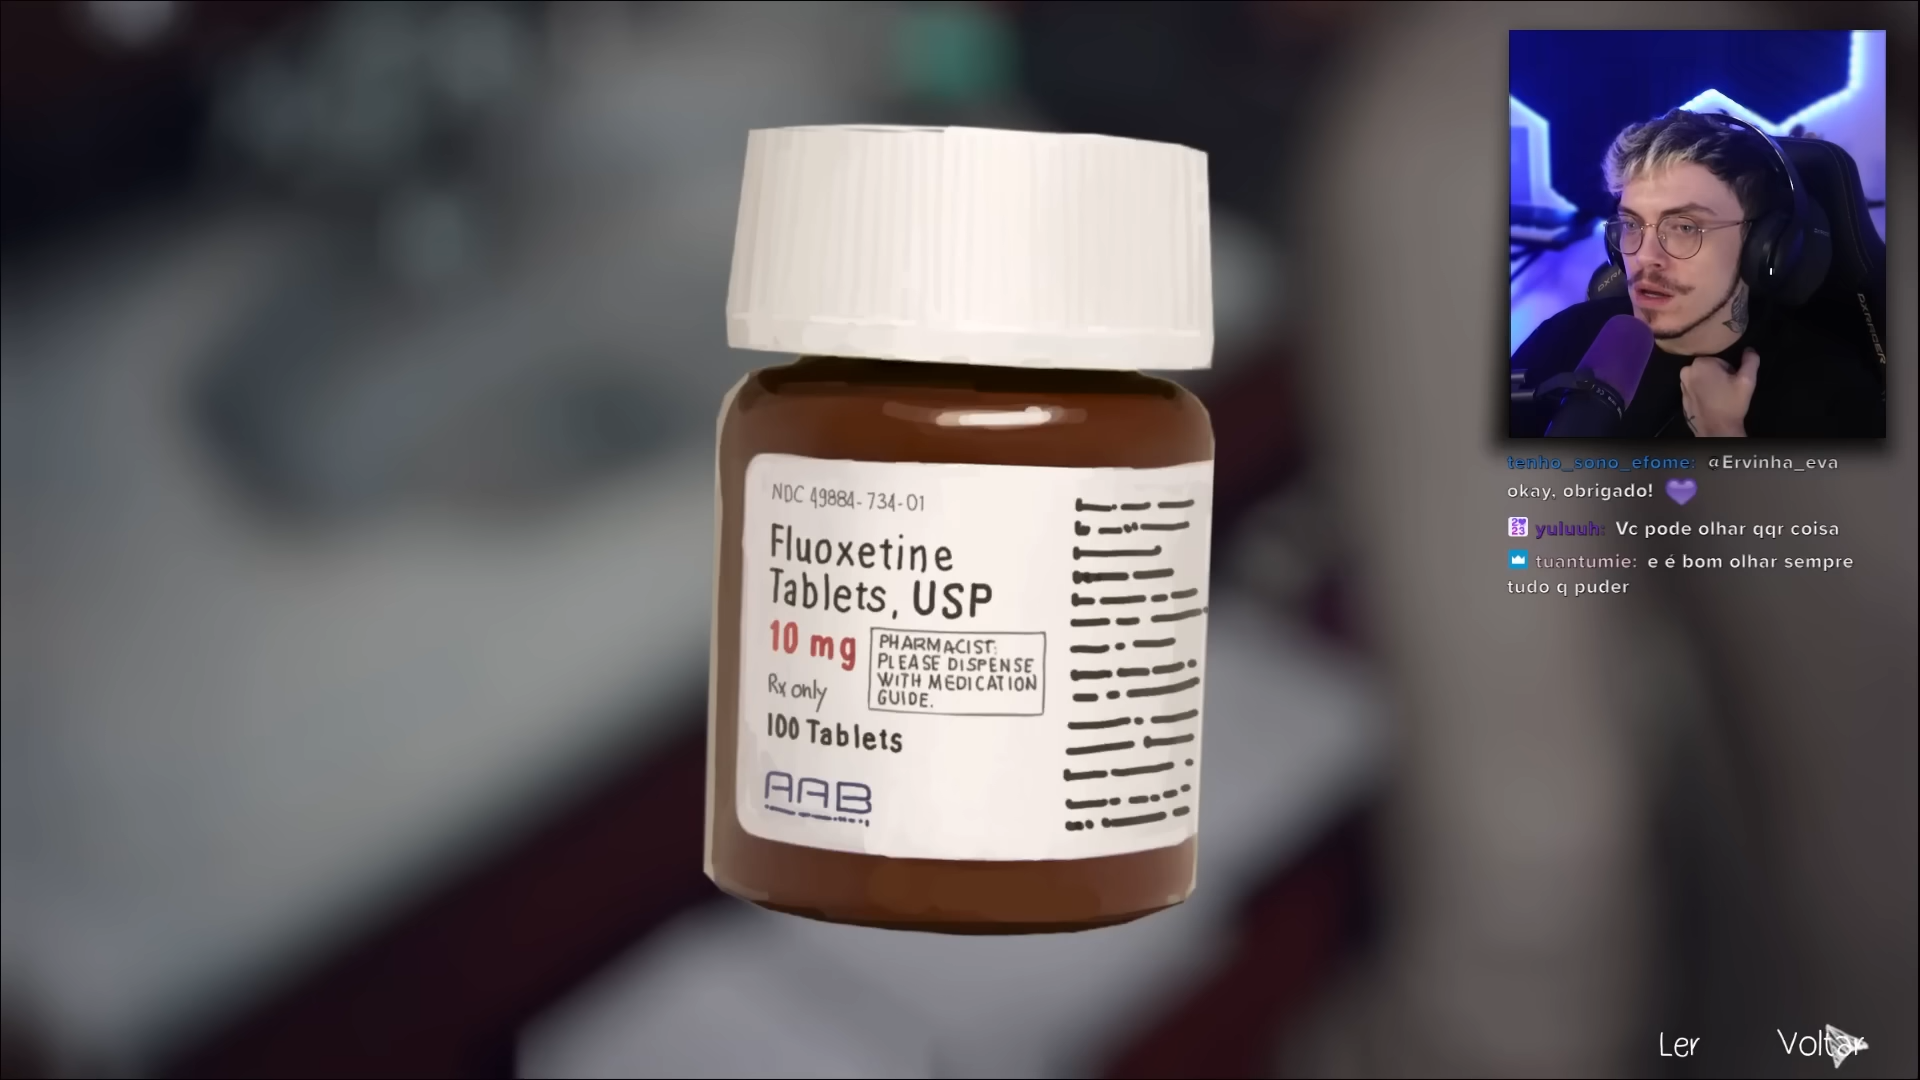 NDC 49884-734-01
Fluoxetine
Tablets, USP
10 mg
PHARMACIST:
PLEASE DISPENSE
WITH MEDICATION
GUIDE.
Rx only
100 Tablets
AAB
DXRACER
tenho_sono_efome: @Ervinha_eva
okay, obrigado!
yuluuh: Vc pode olhar qqr coisa
tuantumie: e é bom olhar sempre
tudo q puder
Ler
Voltar